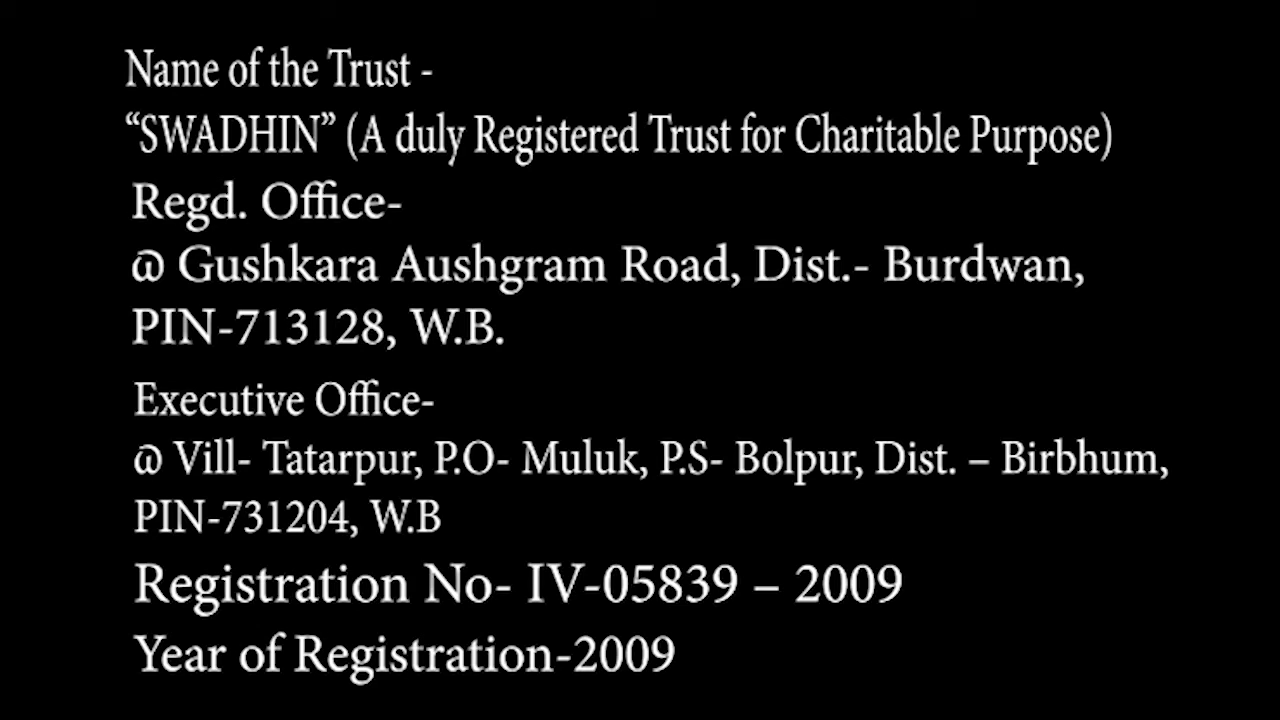 Name of the Trust -
“SWADHIN” (A duly Registered Trust for Charitable Purpose)
Regd. Office-
@ Gushkara Aushgram Road, Dist.- Burdwan,
PIN-713128, W.B.
Executive Office-
@ Vill- Tatarpur, P.O- Muluk, P.S- Bolpur, Dist. – Birbhum,
PIN-731204, W.B
Registration No- IV-05839 – 2009
Year of Registration-2009